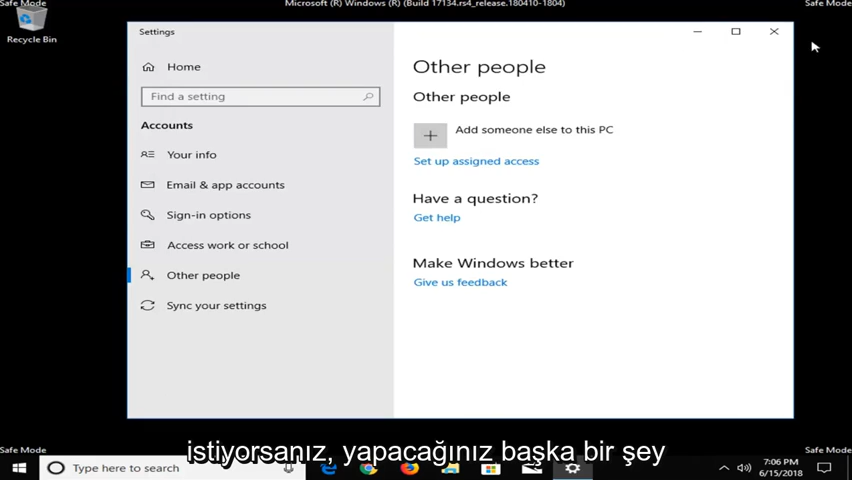 Safe Mode
Microsoft (R) Windows (R) (Build 17134.rs4_release.180410-1804)
Safe Mode
Recycle Bin
Settings
Home
Find a setting
Accounts
Your info
Email & app accounts
Sign-in options
Access work or school
Other people
Sync your settings
Other people
Other people
Add someone else to this PC
Set up assigned access
Have a question?
Get help
Make Windows better
Give us feedback
istiyorsanız, yapacağınız başka bir şey
Safe Mode
Safe Mode
Type here to search
7:06 PM
6/15/2018